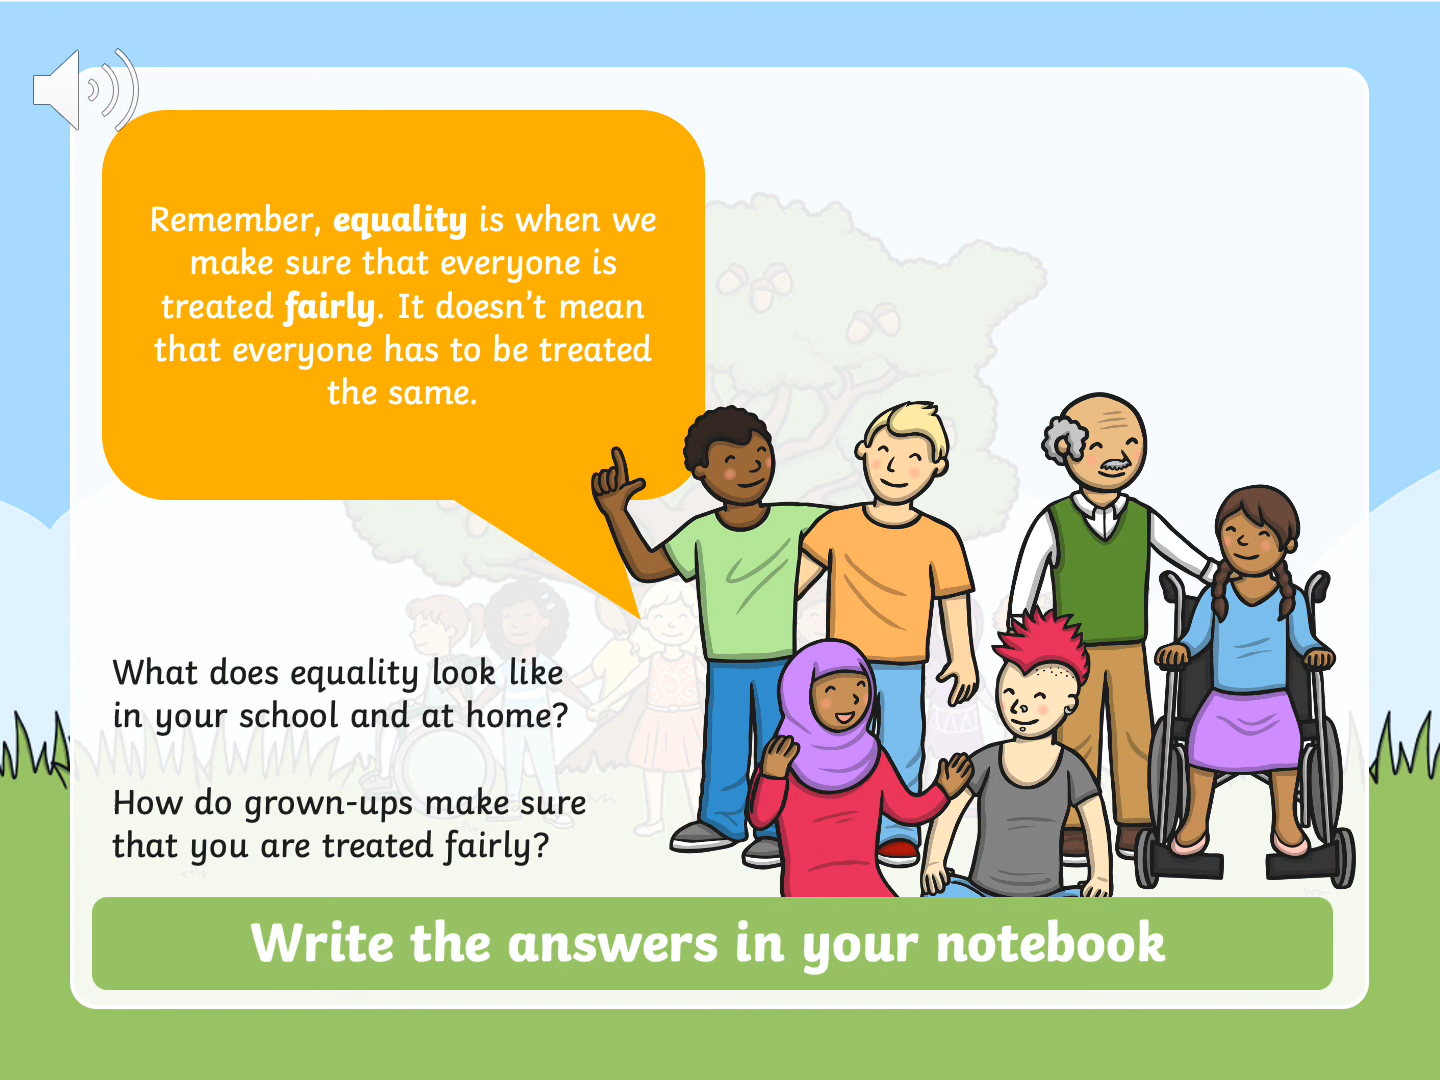 Remember, equality is when we
make sure that everyone is
treated fairly. It doesn't mean
that everyone has to be treated
the same.
What does equality look like
in your school and at home?
How do grown-ups make sure
that you are treated fairly?
Write the answers in your notebook